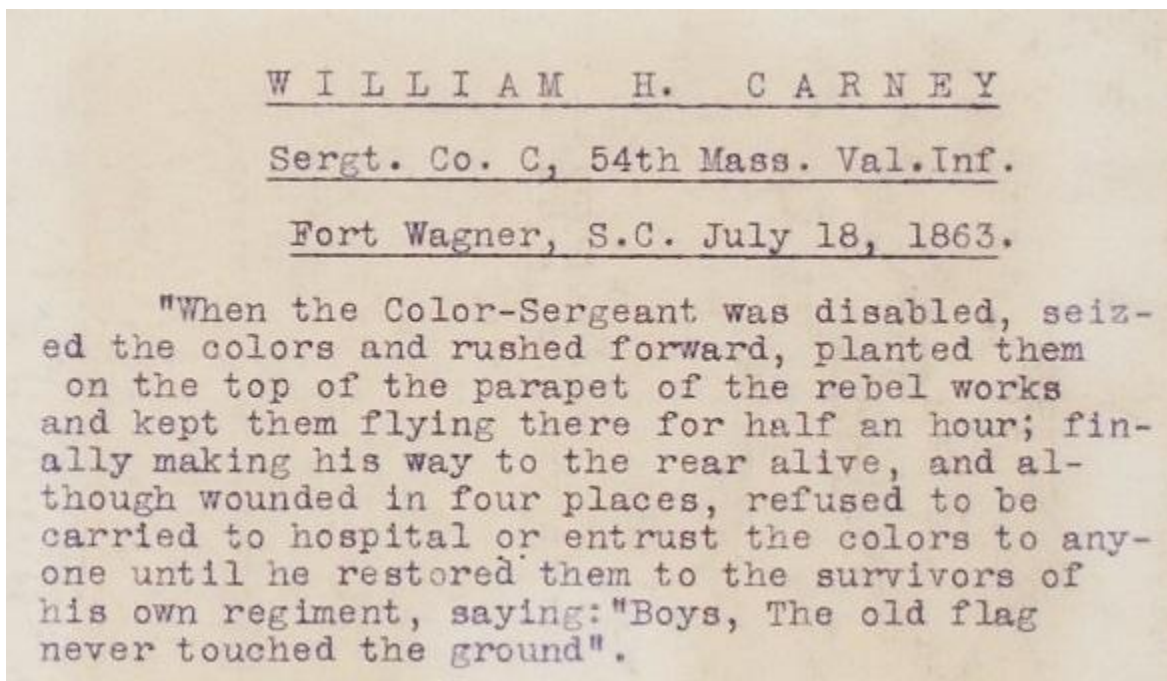 WILLIAM H. CARNEY
Sergt. Co. C, 54th Mass. Val.Inf.
Fort Wagner, S.C. July 18, 1863.
"When the Color-Sergeant was disabled, seiz-
ed the colors and rushed forward, planted them
on the top of the parapet of the rebel works
and kept them flying there for half an hour; fin-
ally making his way to the rear alive, and al-
though wounded in four places, refused to be
carried to hospital or entrust the colors to any-
one until he restored them to the survivors of
his own regiment, saying:"Boys, The old flag
never touched the ground".